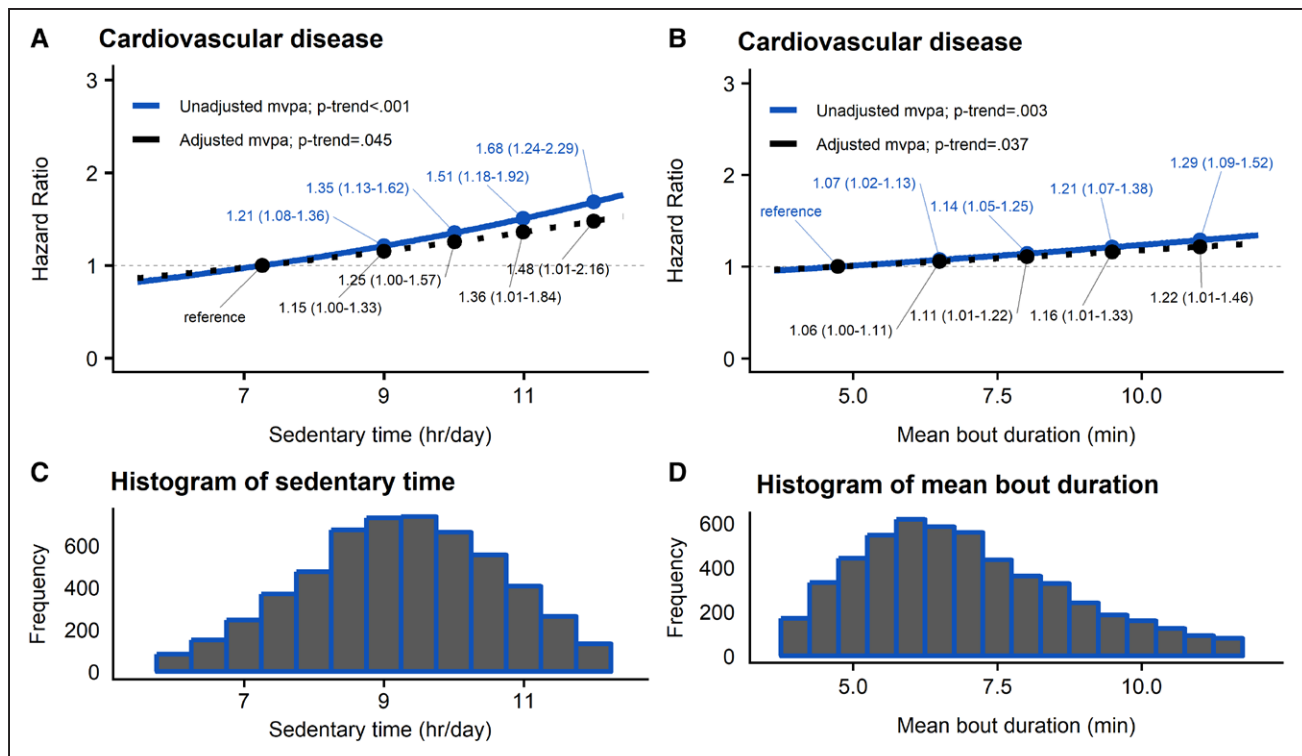 A Cardiovascular disease
3
2
1
0
Hazard Ratio
Unadjusted mvpa; p-trend<.001
Adjusted mvpa; p-trend=.045
1.68 (1.24-2.29)
1.51 (1.18-1.92)
1.35 (1.13-1.62)
1.21 (1.08-1.36)
reference
1.15 (1.00-1.33)
1.25 (1.00-1.57)
1.36 (1.01-1.84)
1.48 (1.01-2.16)
7 9 11
Sedentary time (hr/day)
B Cardiovascular disease
3
2
1
0
Hazard Ratio
Unadjusted mvpa; p-trend=.003
Adjusted mvpa; p-trend=.037
1.29 (1.09-1.52)
1.07 (1.02-1.13)
1.21 (1.07-1.38)
1.14 (1.05-1.25)
reference
1.06 (1.00-1.11)
1.11 (1.01-1.22)
1.16 (1.01-1.33)
1.22 (1.01-1.46)
5.0 7.5 10.0
Mean bout duration (min)
C Histogram of sedentary time
600
400
200
0
Frequency
7 9 11
Sedentary time (hr/day)
D Histogram of mean bout duration
600
400
200
0
Frequency
5.0 7.5 10.0
Mean bout duration (min)